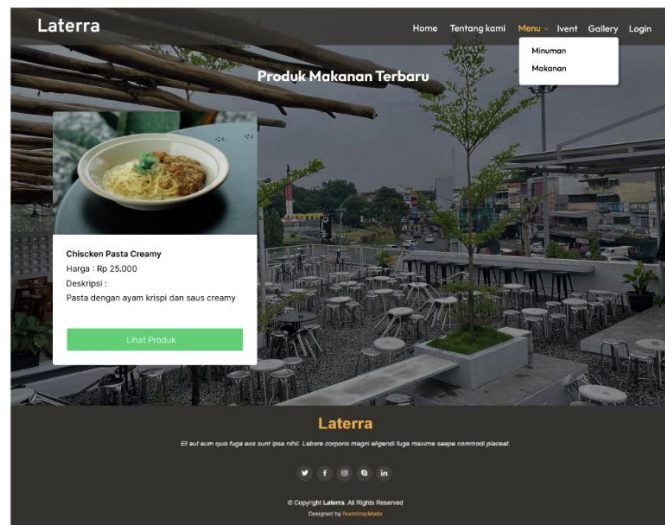 Laterra
Home Tentang kami Menu Ivent Gallery Login
Minuman
Makanan
Produk Makanan Terbaru
Chiscken Pasta Creamy
Harga : Rp 25.000
Deskripsi :
Pasta dengan ayam krispi dan saus creamy
Lihat Produk
Laterra
Et aut eum quis fuga eos sunt ipsa nihil. Labore corporis magni eligendi fuga maxime saepe commodi placeat.
© Copyright Laterra. All Rights Reserved
Designed by BootstrapMade